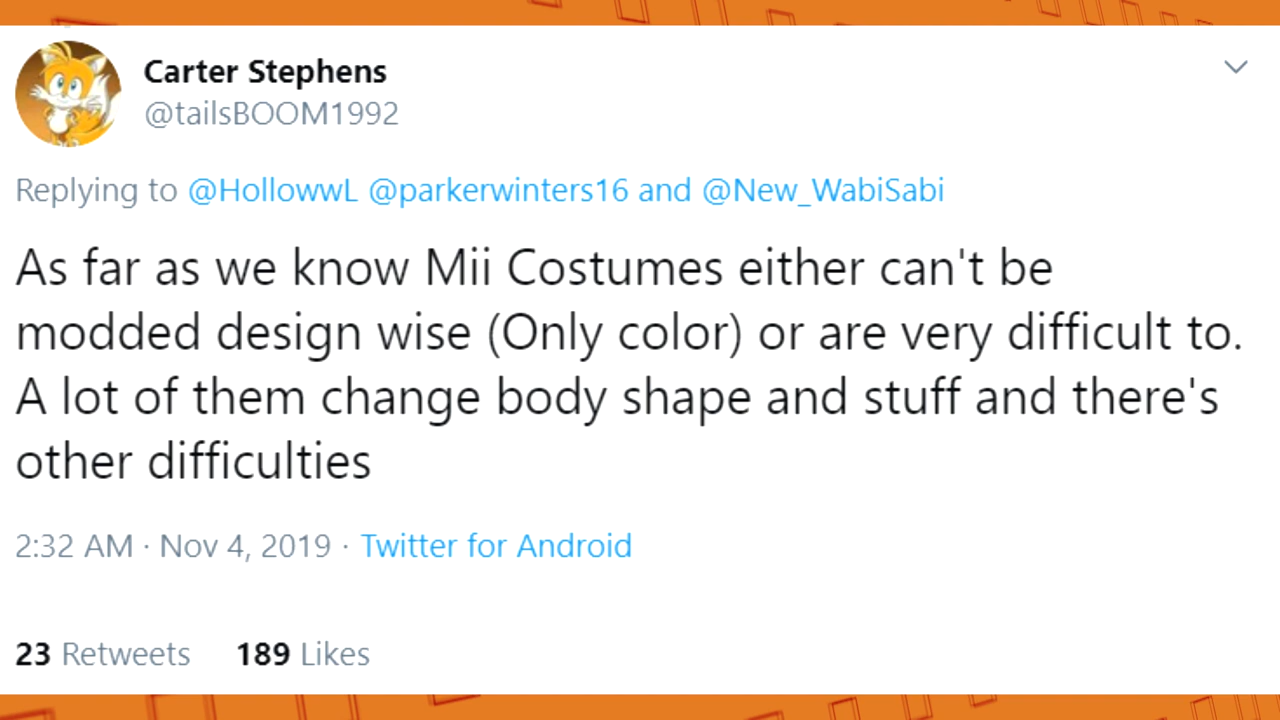 Carter Stephens
@tailsBOOM1992
Replying to @HollowwL @parkerwinters16 and @New_WabiSabi
As far as we know Mii Costumes either can't be
modded design wise (Only color) or are very difficult to.
A lot of them change body shape and stuff and there's
other difficulties
2:32 AM · Nov 4, 2019 · Twitter for Android
23 Retweets 189 Likes